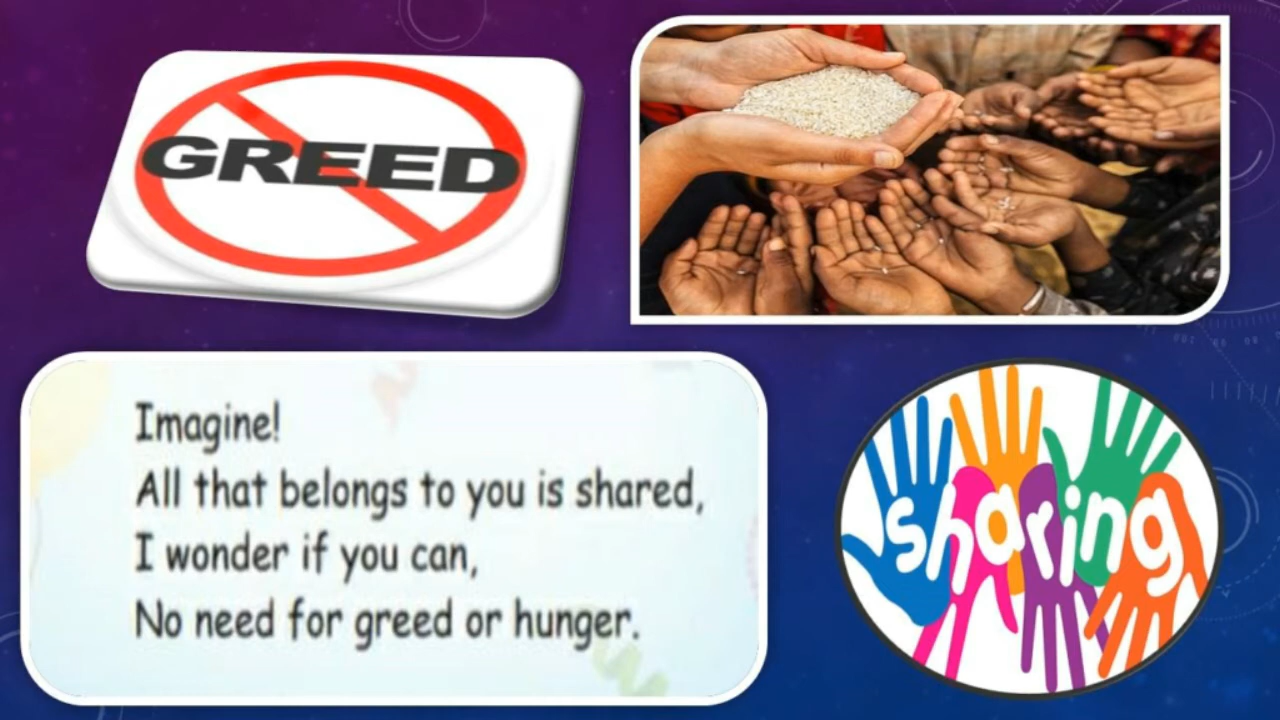 GREED
Imagine!
All that belongs to you is shared,
I wonder if you can,
No need for greed or hunger.
sharing